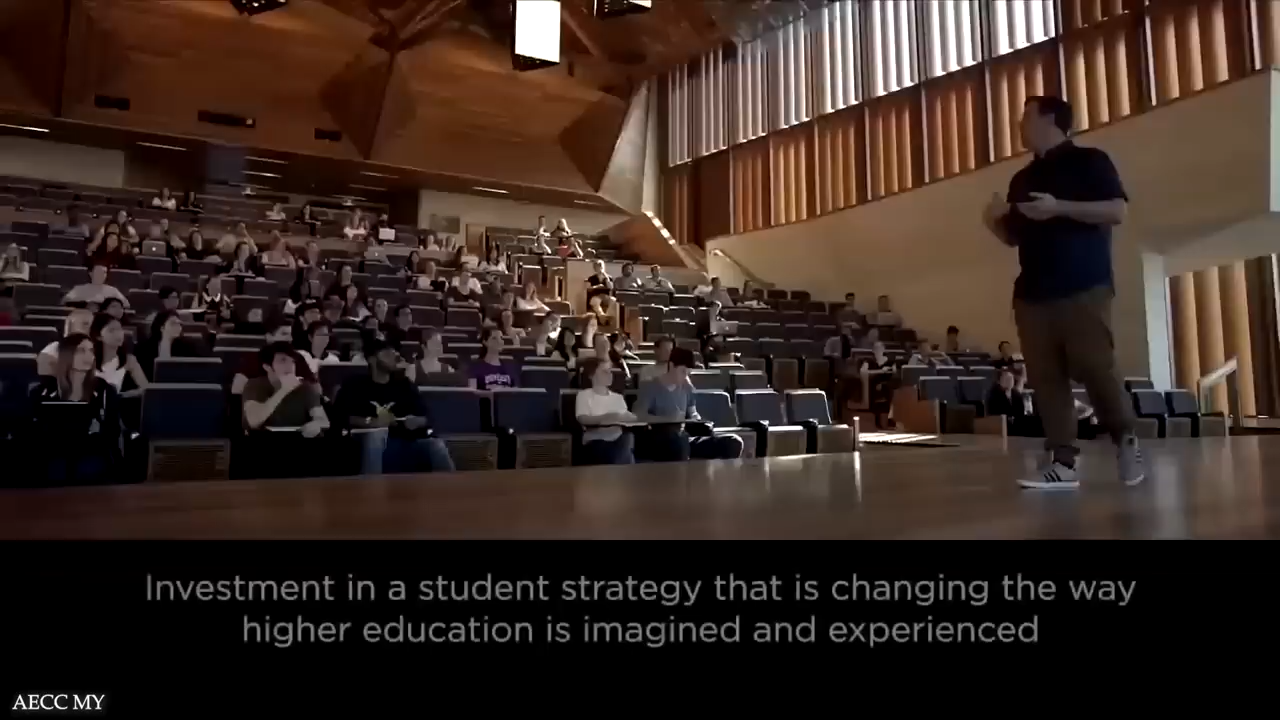 Investment in a student strategy that is changing the way
higher education is imagined and experienced
AECC MY